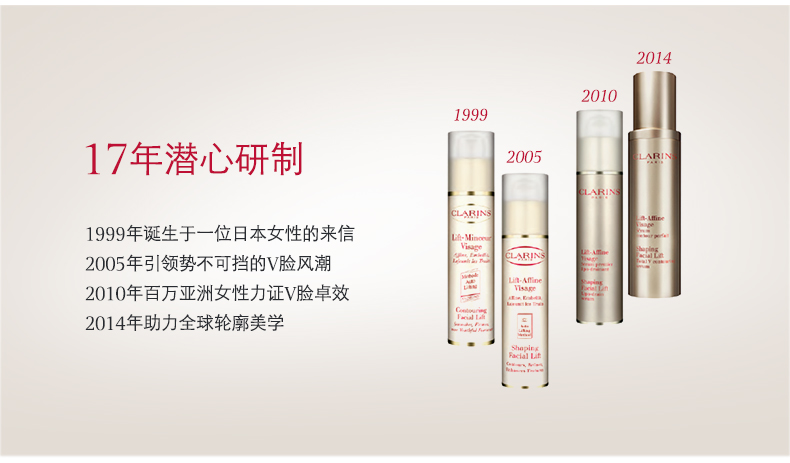 17年潜心研制
1999年诞生于一位日本女性的来信
2005年引领势不可挡的V脸风潮
2010年百万亚洲女性力证V脸卓效
2014年助力全球轮廓美学
1999
2005
2010
2014
CLARINS
PARIS
Lift-Minceur
Visage
Contouring
Facial Lift
CLARINS
PARIS
Lift-Affine
Visage
Shaping
Facial Lift
CLARINS
PARIS
Lift-Affine
Visage
Shaping
Facial Lift
CLARINS
PARIS
Lift-Affine
Visage
Shaping
Facial Lift